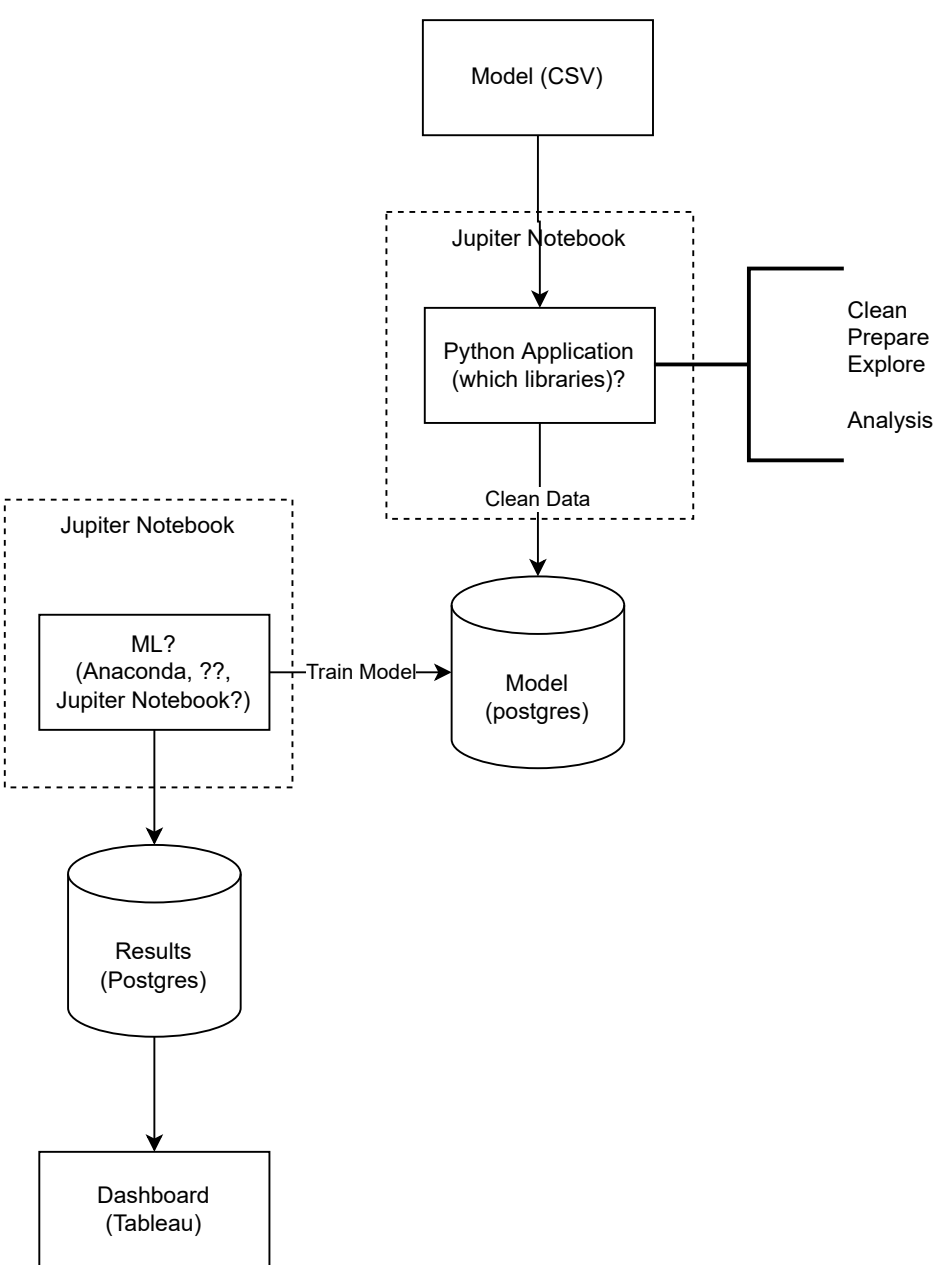 Model (CSV)
Jupiter Notebook
Python Application
(which libraries)?
Clean
Prepare
Explore
Analysis
Clean Data
Jupiter Notebook
ML?
(Anaconda, ??,
Jupiter Notebook?)
Train Model
Model
(postgres)
Results
(Postgres)
Dashboard
(Tableau)